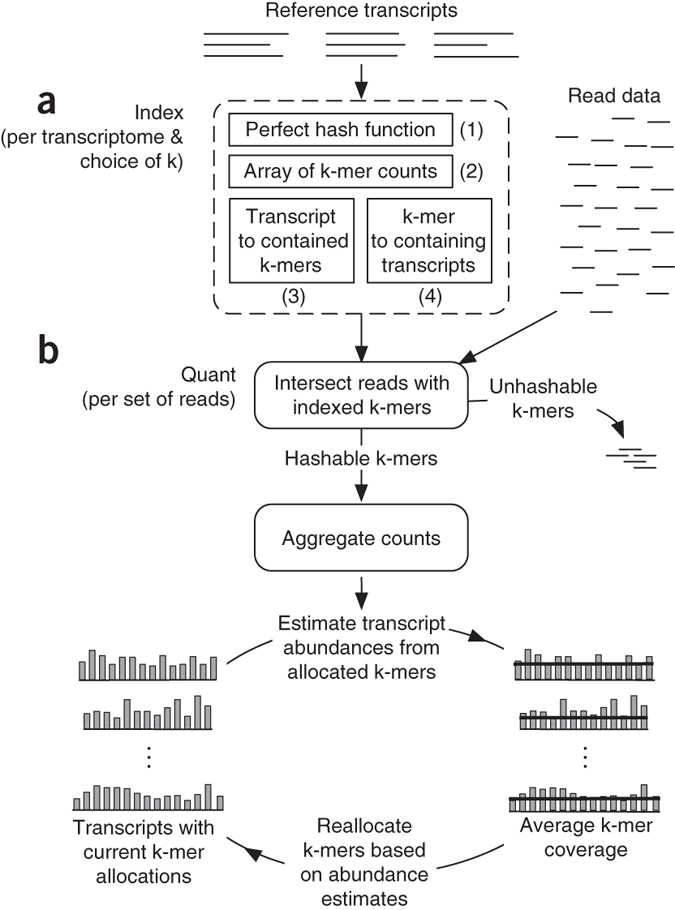 Reference transcripts
a
Index
(per transcriptome &
choice of k)
Perfect hash function
(1)
Array of k-mer counts
(2)
Transcript
to contained
k-mers
(3)
k-mer
to containing
transcripts
(4)
Read data
b
Quant
(per set of reads)
Intersect reads with
indexed k-mers
Unhashable
k-mers
Hashable k-mers
Aggregate counts
Estimate transcript
abundances from
allocated k-mers
Transcripts with
current k-mer
allocations
Reallocate
k-mers based
on abundance
estimates
Average k-mer
coverage